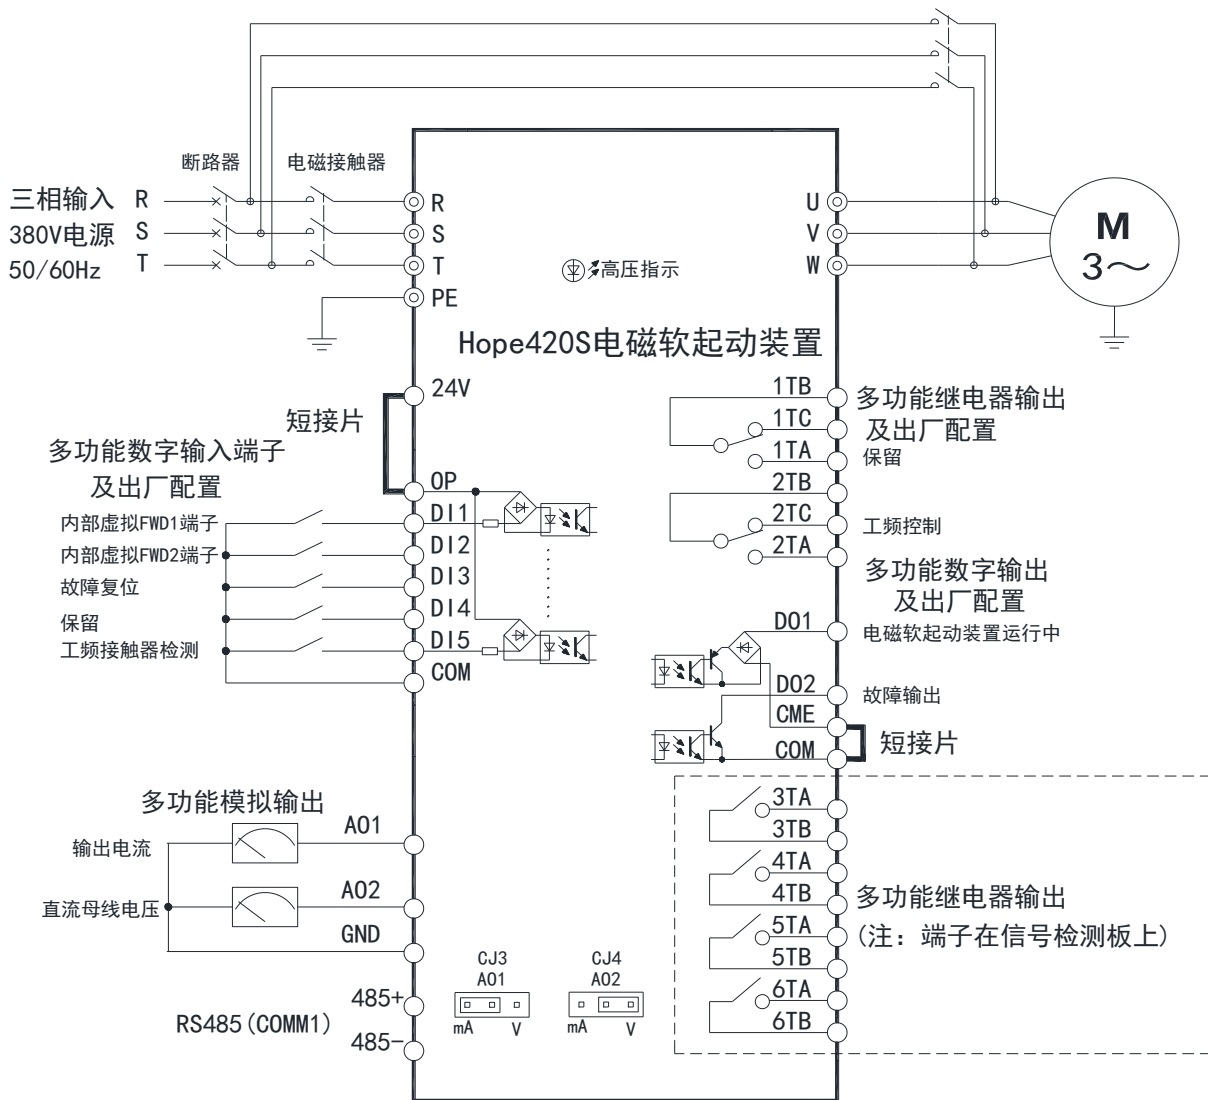 断路器
电磁接触器
三相输入 R
380V电源 S
50/60Hz T
R
S
T
PE
U
V
W
M
3～
高压指示
Hope420S电磁软起动装置
24V
短接片
多功能数字输入端子
及出厂配置
OP
内部虚拟FWD1端子
DI1
内部虚拟FWD2端子
DI2
故障复位
DI3
保留
DI4
工频接触器检测
DI5
COM
1TB
多功能继电器输出
及出厂配置
1TC
1TA
保留
2TB
2TC
工频控制
2TA
多功能数字输出
及出厂配置
DO1
电磁软起动装置运行中
DO2
故障输出
CME
短接片
COM
多功能模拟输出
输出电流
AO1
直流母线电压
AO2
GND
CJ3
AO1
mA V
CJ4
AO2
mA V
485+
RS485(COMM1)
485-
3TA
3TB
4TA
4TB
多功能继电器输出
(注：端子在信号检测板上)
5TA
5TB
6TA
6TB